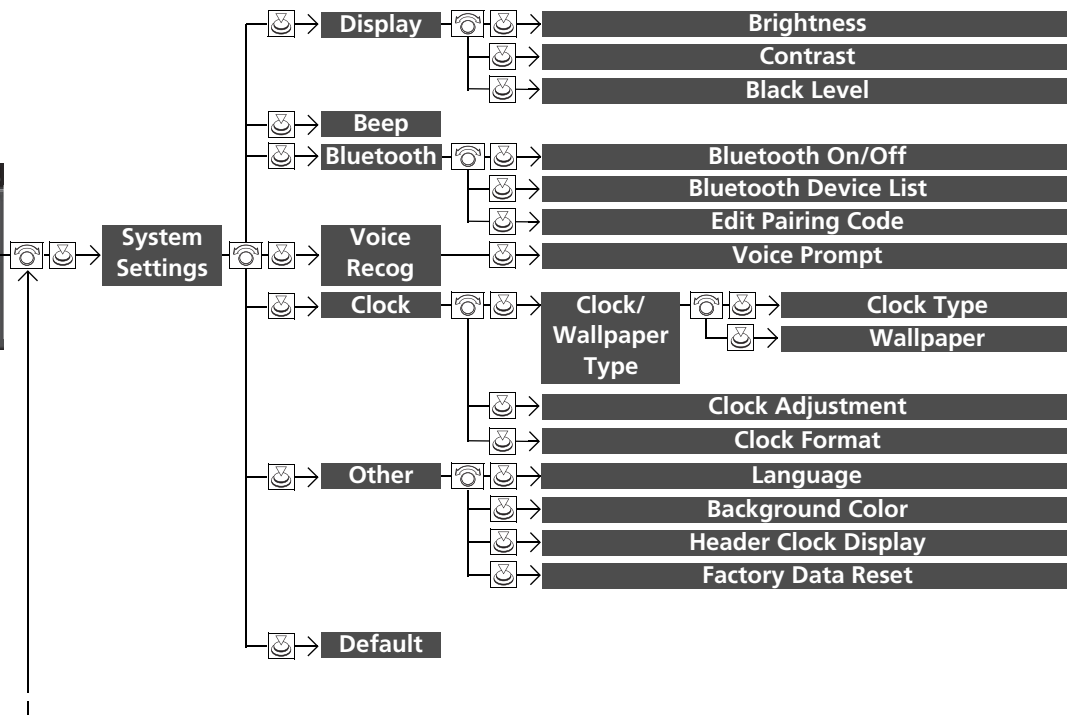 Display
Brightness
Contrast
Black Level
Beep
Bluetooth
Bluetooth On/Off
Bluetooth Device List
Edit Pairing Code
System
Settings
Voice
Recog
Voice Prompt
Clock
Clock/
Wallpaper
Type
Clock Type
Wallpaper
Clock Adjustment
Clock Format
Other
Language
Background Color
Header Clock Display
Factory Data Reset
Default